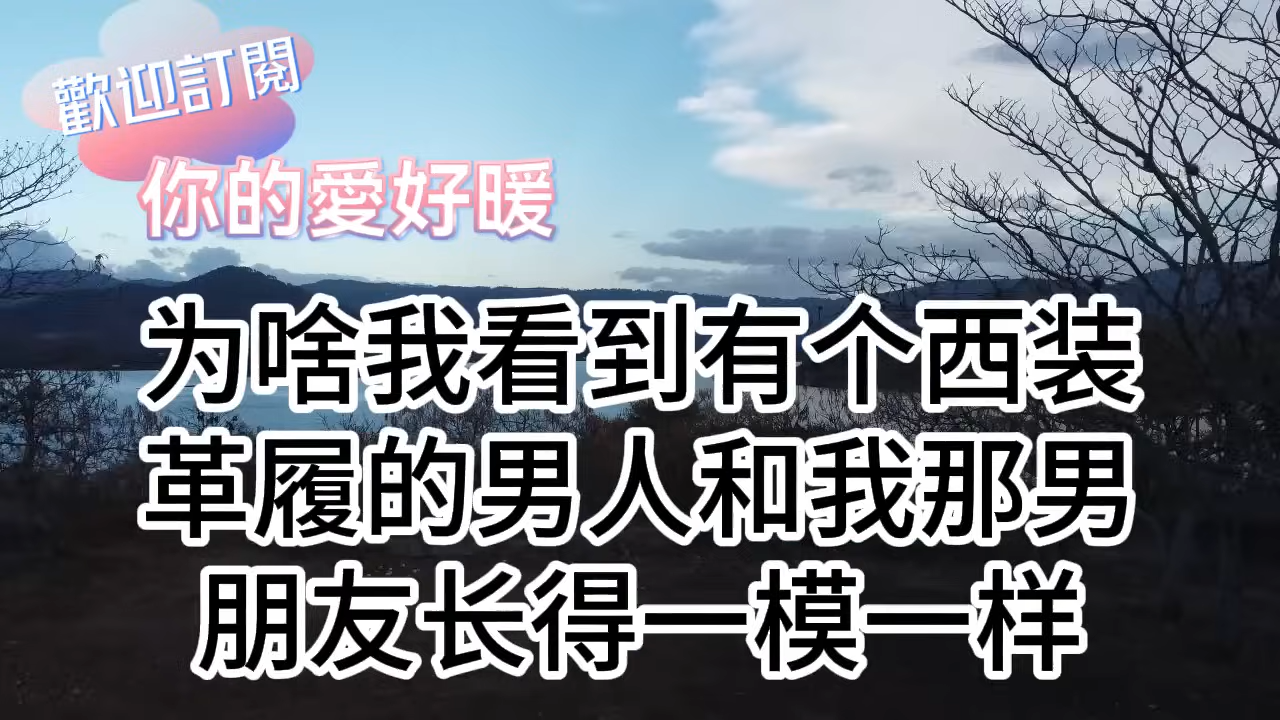 歡迎訂閱
你的愛好暖
为啥我看到有个西装
革履的男人和我那男
朋友长得一模一样